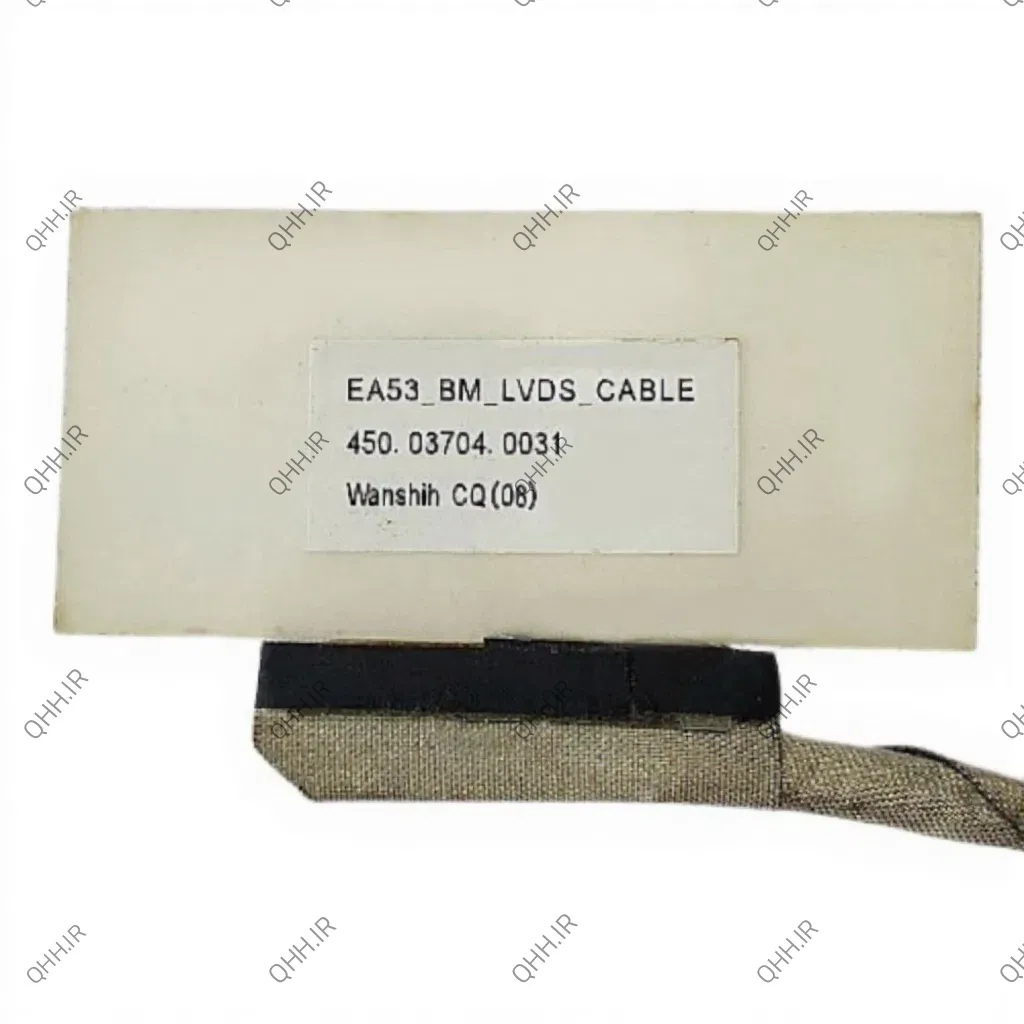 EA53_BM_LVDS_CABLE
450. 03704. 0031
Wanshih CQ(08)
QHH.IR